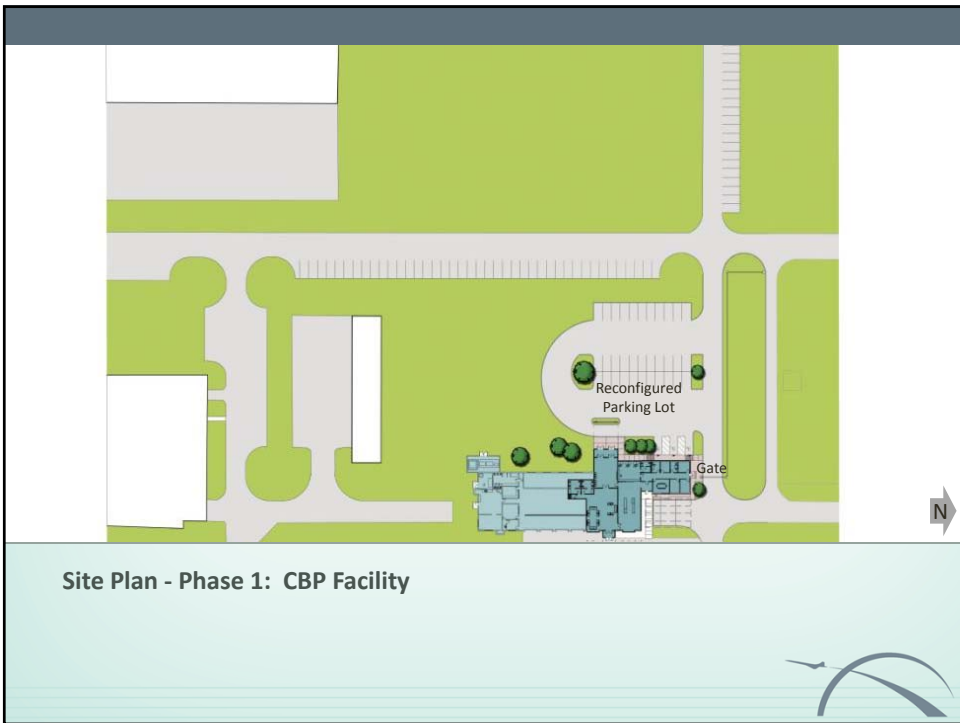 Reconfigured
Parking Lot
Gate
N
Site Plan - Phase 1:  CBP Facility